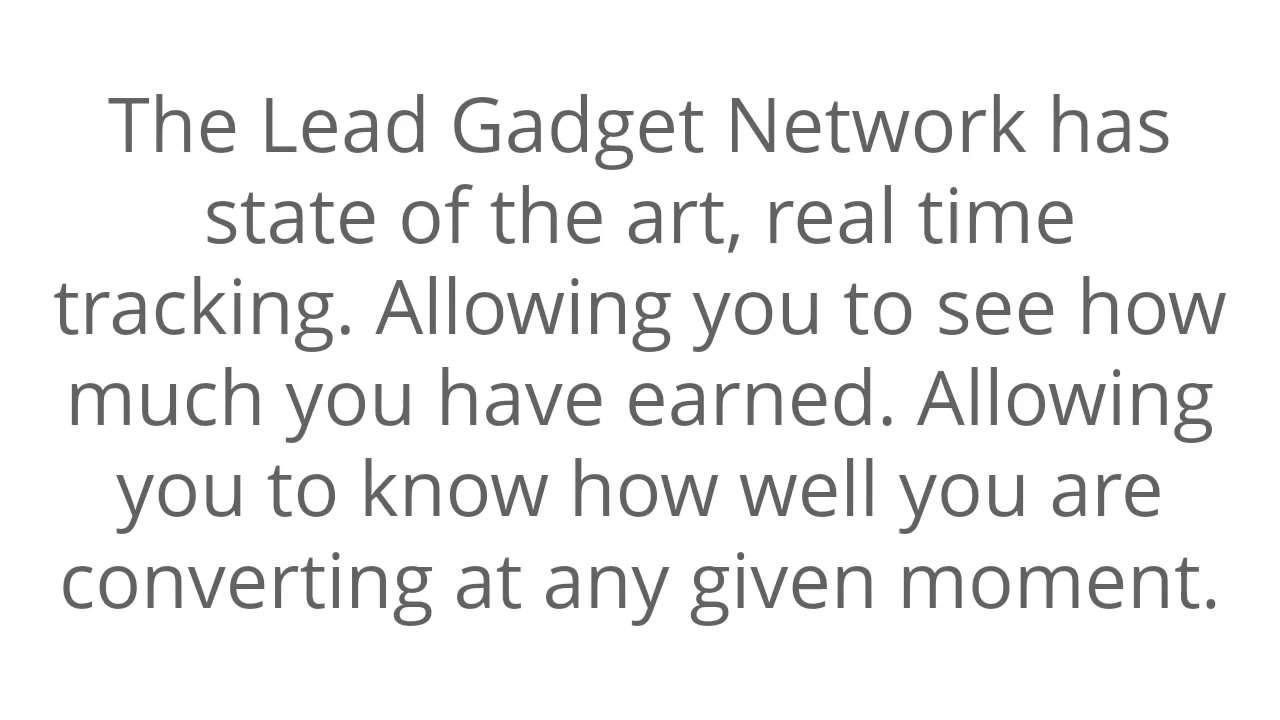 The Lead Gadget Network has
state of the art, real time
tracking. Allowing you to see how
much you have earned. Allowing
you to know how well you are
converting at any given moment.